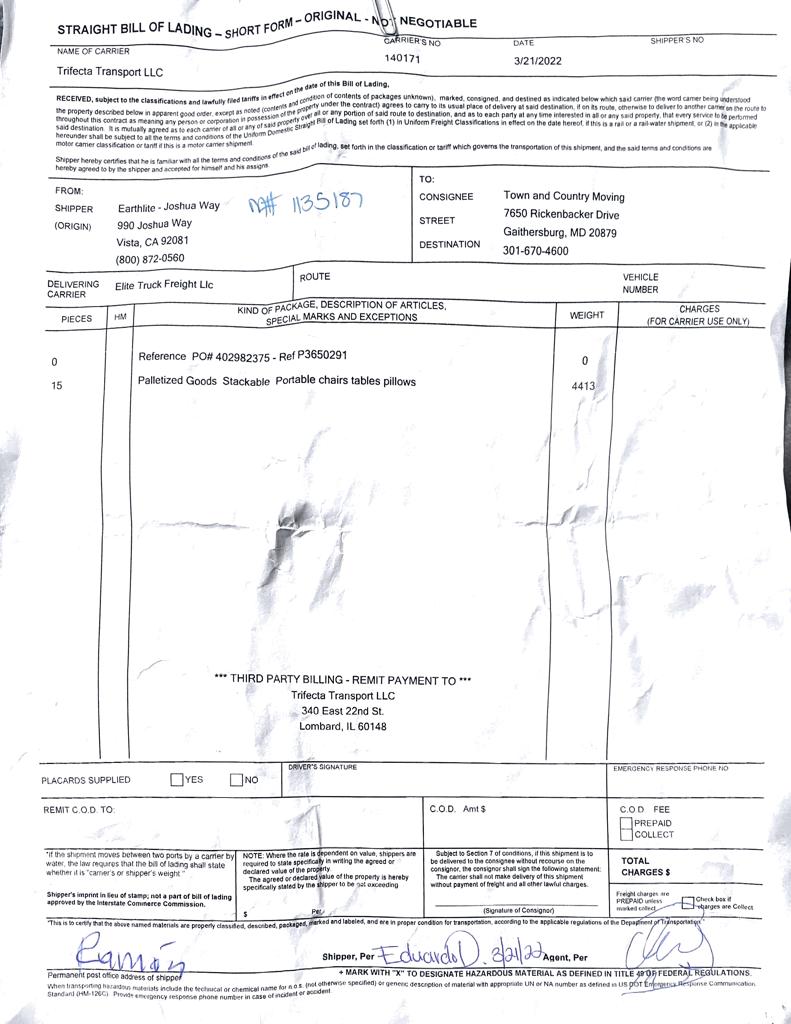 STRAIGHT BILL OF LADING – SHORT FORM – ORIGINAL - NOT NEGOTIABLE
NAME OF CARRIER
Trifecta Transport LLC
CARRIER'S NO
140171
DATE
3/21/2022
SHIPPER'S NO
RECEIVED, subject to the classifications and lawfully filed tariffs in effect on the date of this Bill of Lading,
the property described below in apparent good order, except as noted (contents and condition of contents of packages unknown), marked, consigned, and destined as indicated below which said carrier (the word carrier being understood
throughout this contract as meaning any person or corporation in possession of the property under the contract) agrees to carry to its usual place of delivery at said destination, if on its route, otherwise to deliver to another carrier on the route to
said destination. It is mutually agreed as to each carrier of all or any of said property over all or any portion of said route to destination, and as to each party at any time interested in all or any said property, that every service to be performed
hereunder shall be subject to all the terms and conditions of the Uniform Domestic Straight Bill of Lading set forth (1) in Uniform Freight Classifications in effect on the date hereof, if this is a rail or a rail-water shipment, or (2) in the applicable
motor carrier classification or tariff if this is a motor carrier shipment.
Shipper hereby certifies that he is familiar with all the terms and conditions of the said bill of lading, set forth in the classification or tariff which governs the transportation of this shipment, and the said terms and conditions are
hereby agreed to by the shipper and accepted for himself and his assigns.
FROM:
SHIPPER
(ORIGIN)
Earthlite - Joshua Way
990 Joshua Way
Vista, CA 92081
(800) 872-0560
1135187
TO:
CONSIGNEE Town and Country Moving
STREET 7650 Rickenbacker Drive
DESTINATION Gaithersburg, MD 20879
301-670-4600
DELIVERING CARRIER
Elite Truck Freight Llc
ROUTE
VEHICLE NUMBER
PIECES
HM
KIND OF PACKAGE, DESCRIPTION OF ARTICLES,
SPECIAL MARKS AND EXCEPTIONS
WEIGHT
CHARGES
(FOR CARRIER USE ONLY)
0 Reference PO# 402982375 - Ref P3650291 0
15 Palletized Goods Stackable Portable chairs tables pillows 4413
*** THIRD PARTY BILLING - REMIT PAYMENT TO ***
Trifecta Transport LLC
340 East 22nd St.
Lombard, IL 60148
PLACARDS SUPPLIED YES NO
DRIVER'S SIGNATURE
EMERGENCY RESPONSE PHONE NO
REMIT C.O.D. TO:
C.O.D. Amt $
C.O.D FEE
PREPAID
COLLECT
"If the shipment moves between two ports by a carrier by
water, the law requires that the bill of lading shall state
whether it is "carrier's or shipper's weight "
Shipper's imprint in lieu of stamp; not a part of bill of lading
approved by the Interstate Commerce Commission.
NOTE: Where the rate is dependent on value, shippers are
required to state specifically in writing the agreed or
declared value of the property.
The agreed or declared value of the property is hereby
specifically stated by the shipper to be not exceeding
$ Per
Subject to Section 7 of conditions, if this shipment is to
be delivered to the consignee without recourse on the
consignor, the consignor shall sign the following statement:
The carrier shall not make delivery of this shipment
without payment of freight and all other lawful charges.
(Signature of Consignor)
TOTAL
CHARGES $
Freight charges are
PREPAID unless
marked collect
Check box if
charges are Collect
"This is to certify that the above named materials are properly classified, described, packaged, marked and labeled, and are in proper condition for transportation, according to the applicable regulations of the Department of Transportation"
Ramón
Shipper, Per Eduardo D. 3/21/22 Agent, Per
Permanent post office address of shipper
+ MARK WITH "X" TO DESIGNATE HAZARDOUS MATERIAL AS DEFINED IN TITLE 49 OF FEDERAL REGULATIONS.
When transporting hazardous materials include the technical or chemical name for n.o.s. (not otherwise specified) or generic description of material with appropriate UN or NA number as defined in US DOT Emergency Response Communication
Standard (HM-126C) Provide emergency response phone number in case of incident or accident.